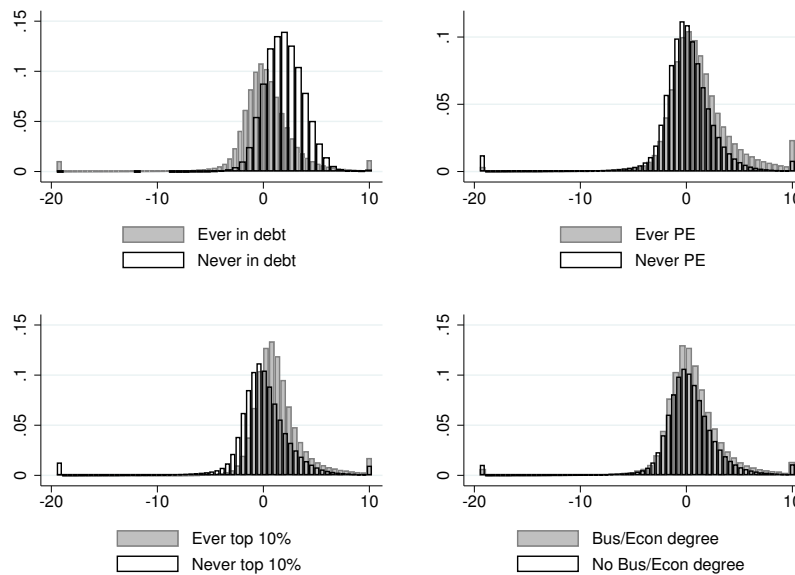 .15
.1
.05
0
-20 -10 0 10
Ever in debt
Never in debt
.1
.05
0
-20 -10 0 10
Ever PE
Never PE
.15
.1
.05
0
-20 -10 0 10
Ever top 10%
Never top 10%
.15
.1
.05
0
-20 -10 0 10
Bus/Econ degree
No Bus/Econ degree